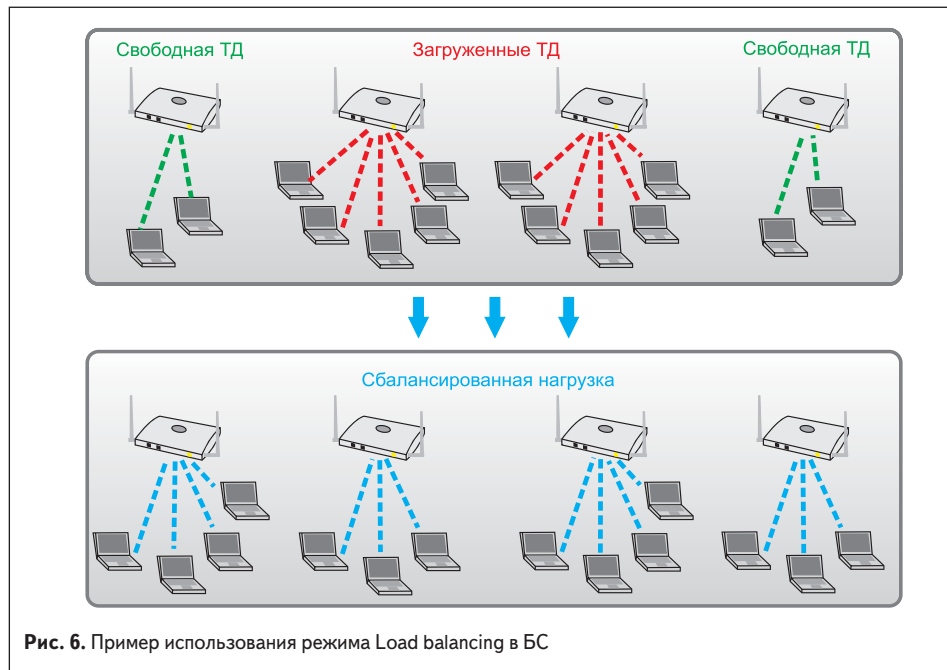 Свободная ТД
Загруженные ТД
Свободная ТД
Сбалансированная нагрузка
Рис. 6. Пример использования режима Load balancing в БС